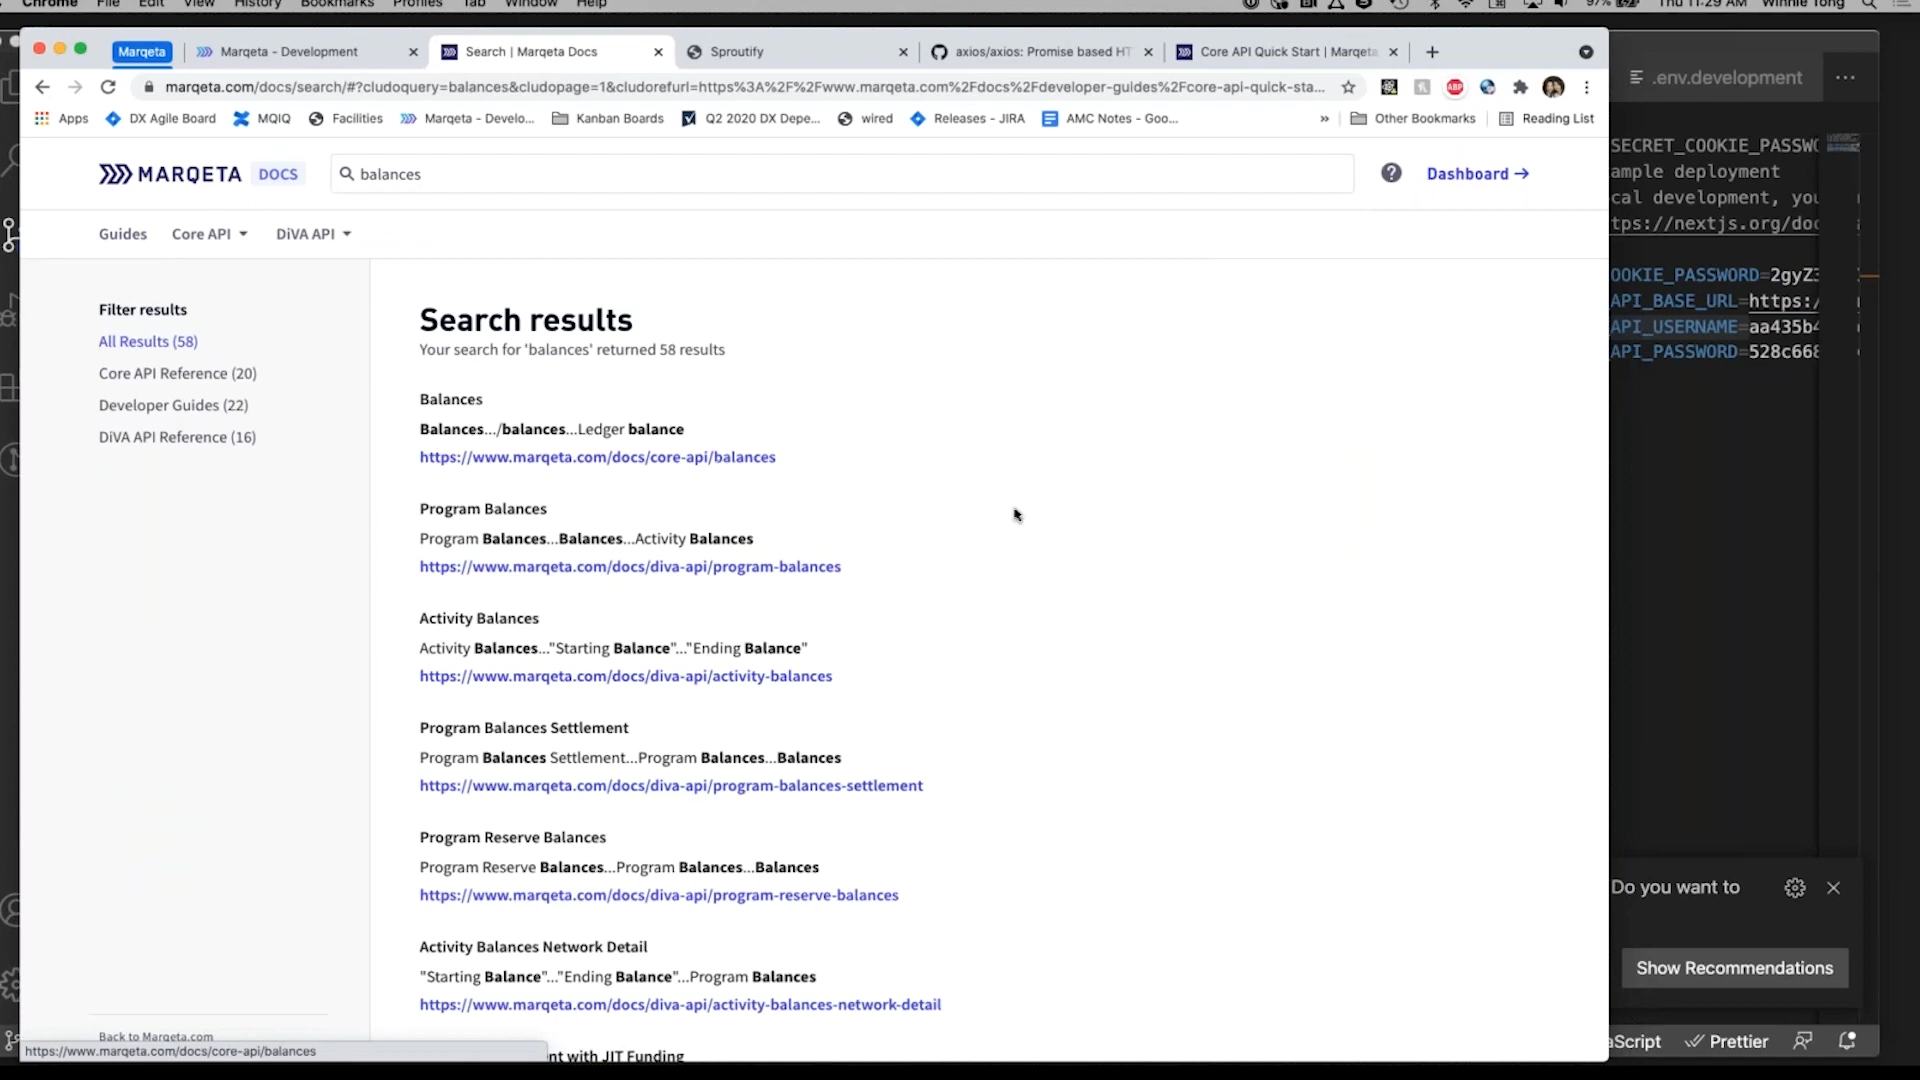 Chrome File Edit View History Bookmarks Profiles Tab Window Help 97% Thu 11:29 AM Winnie Tong
Marqeta Marqeta - Development Search | Marqeta Docs Sproutify axios/axios: Promise based HT Core API Quick Start | Marqeta
marqeta.com/docs/search/#?cludoquery=balances&cludopage=1&cludorefurl=https%3A%2F%2Fwww.marqeta.com%2Fdocs%2Fdeveloper-guides%2Fcore-api-quick-sta...
Apps DX Agile Board MQIQ Facilities Marqeta - Develo... Kanban Boards Q2 2020 DX Depe... wired Releases - JIRA AMC Notes - Goo... » Other Bookmarks Reading List
MARQETA DOCS balances Dashboard →
Guides Core API DiVA API
Filter results
All Results (58)
Core API Reference (20)
Developer Guides (22)
DiVA API Reference (16)
Search results
Your search for 'balances' returned 58 results
Balances
Balances.../balances...Ledger balance
https://www.marqeta.com/docs/core-api/balances
Program Balances
Program Balances...Balances...Activity Balances
https://www.marqeta.com/docs/diva-api/program-balances
Activity Balances
Activity Balances..."Starting Balance"..."Ending Balance"
https://www.marqeta.com/docs/diva-api/activity-balances
Program Balances Settlement
Program Balances Settlement...Program Balances...Balances
https://www.marqeta.com/docs/diva-api/program-balances-settlement
Program Reserve Balances
Program Reserve Balances...Program Balances...Balances
https://www.marqeta.com/docs/diva-api/program-reserve-balances
Activity Balances Network Detail
"Starting Balance"..."Ending Balance"...Program Balances
https://www.marqeta.com/docs/diva-api/activity-balances-network-detail
nt with JIT Funding
Back to Marqeta.com
https://www.marqeta.com/docs/core-api/balances
.env.development ...
SECRET_COOKIE_PASSWO
ample deployment
cal development, you
tps://nextjs.org/doc
OOKIE_PASSWORD=2gyZ3
API_BASE_URL=https:/
API_USERNAME=aa435b4
API_PASSWORD=528c668
Do you want to
Show Recommendations
aScript Prettier